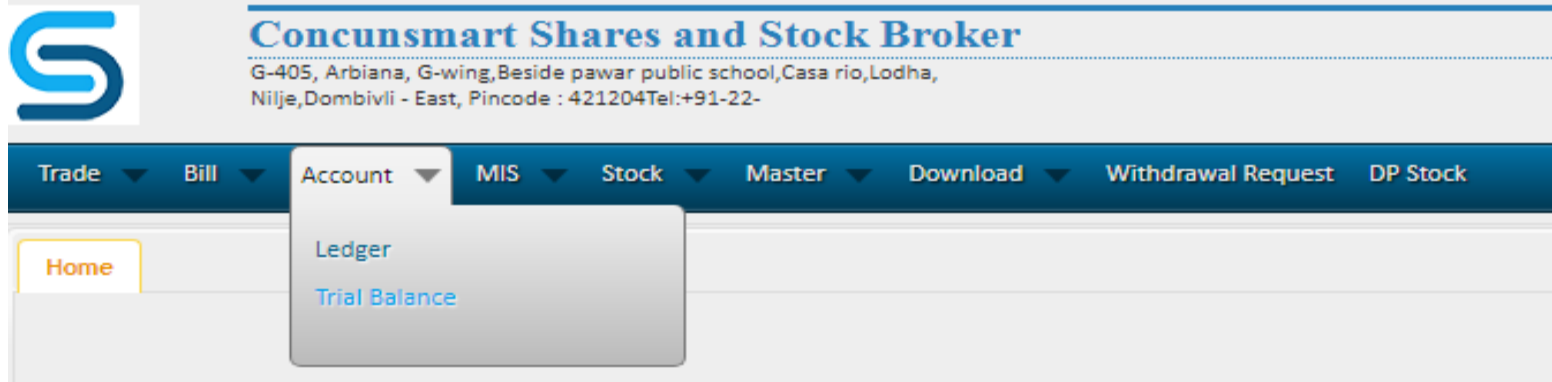 Concunsmart Shares and Stock Broker
G-405, Arbiana, G-wing,Beside pawar public school,Casa rio,Lodha,
Nilje,Dombivli - East, Pincode : 421204Tel:+91-22-
Trade Bill Account MIS Stock Master Download Withdrawal Request DP Stock
Ledger
Home
Trial Balance